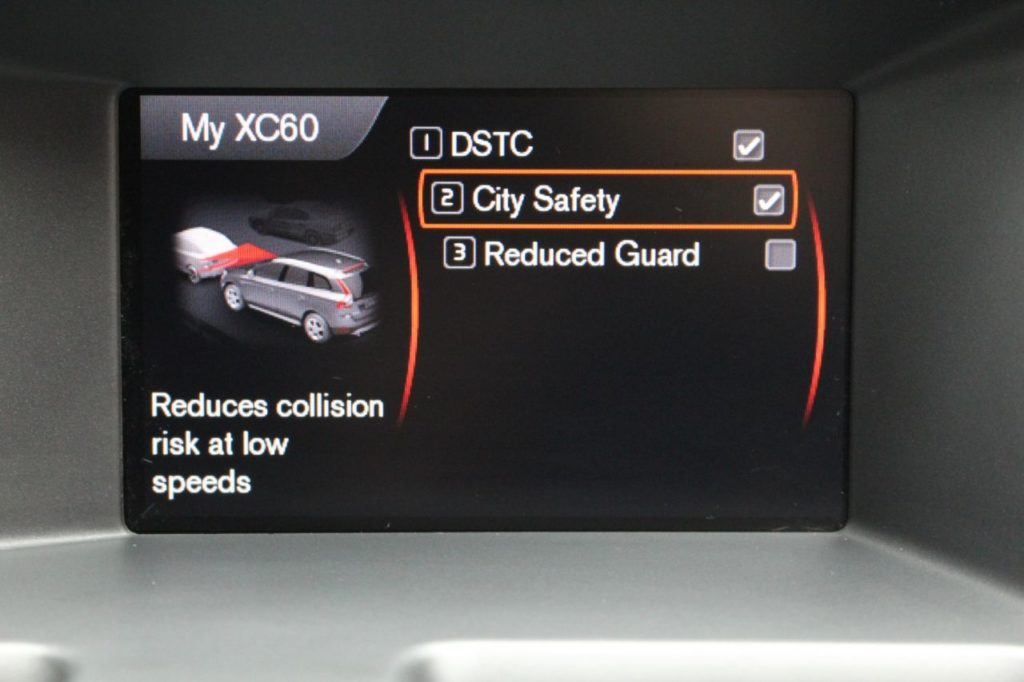 My XC60
1 DSTC
2 City Safety
3 Reduced Guard
Reduces collision
risk at low
speeds